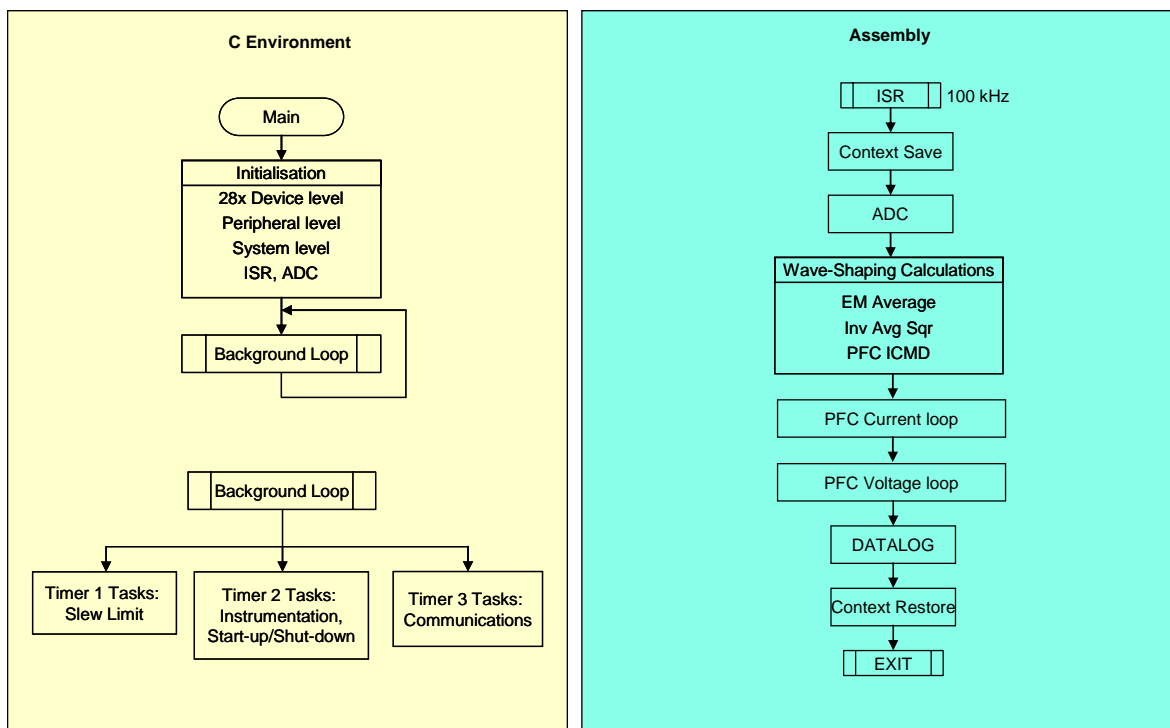 C Environment
Main
Initialisation
28x Device level
Peripheral level
System level
ISR, ADC
Background Loop
Background Loop
Timer 1 Tasks:
Slew Limit
Timer 2 Tasks:
Instrumentation,
Start-up/Shut-down
Timer 3 Tasks:
Communications
Assembly
ISR 100 kHz
Context Save
ADC
Wave-Shaping Calculations
EM Average
Inv Avg Sqr
PFC ICMD
PFC Current loop
PFC Voltage loop
DATALOG
Context Restore
EXIT